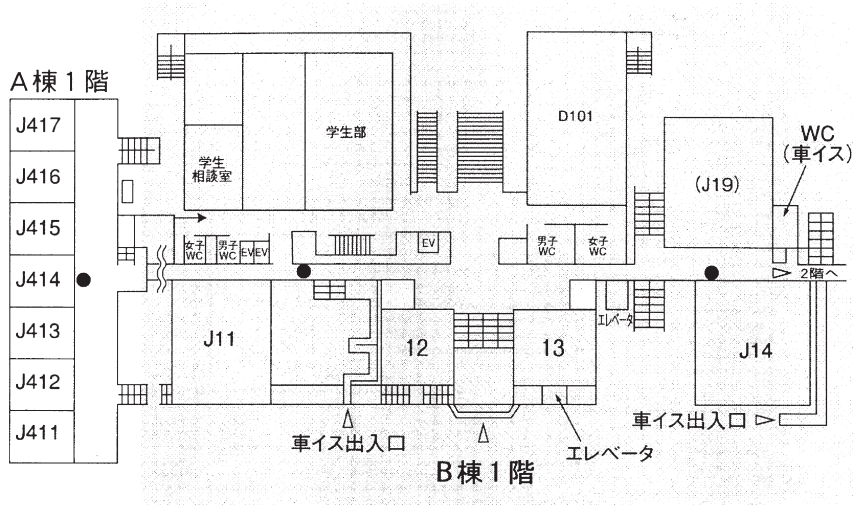 A棟1階
J417
J416
J415
J414
J413
J412
J411
学生
相談室
学生部
D101
WC
(車イス)
(J19)
女子
WC
男子
WC
EV
EV
EV
男子
WC
女子
WC
2階へ
エレベータ
J11
12
13
J14
車イス出入口
車イス出入口
エレベータ
B棟1階